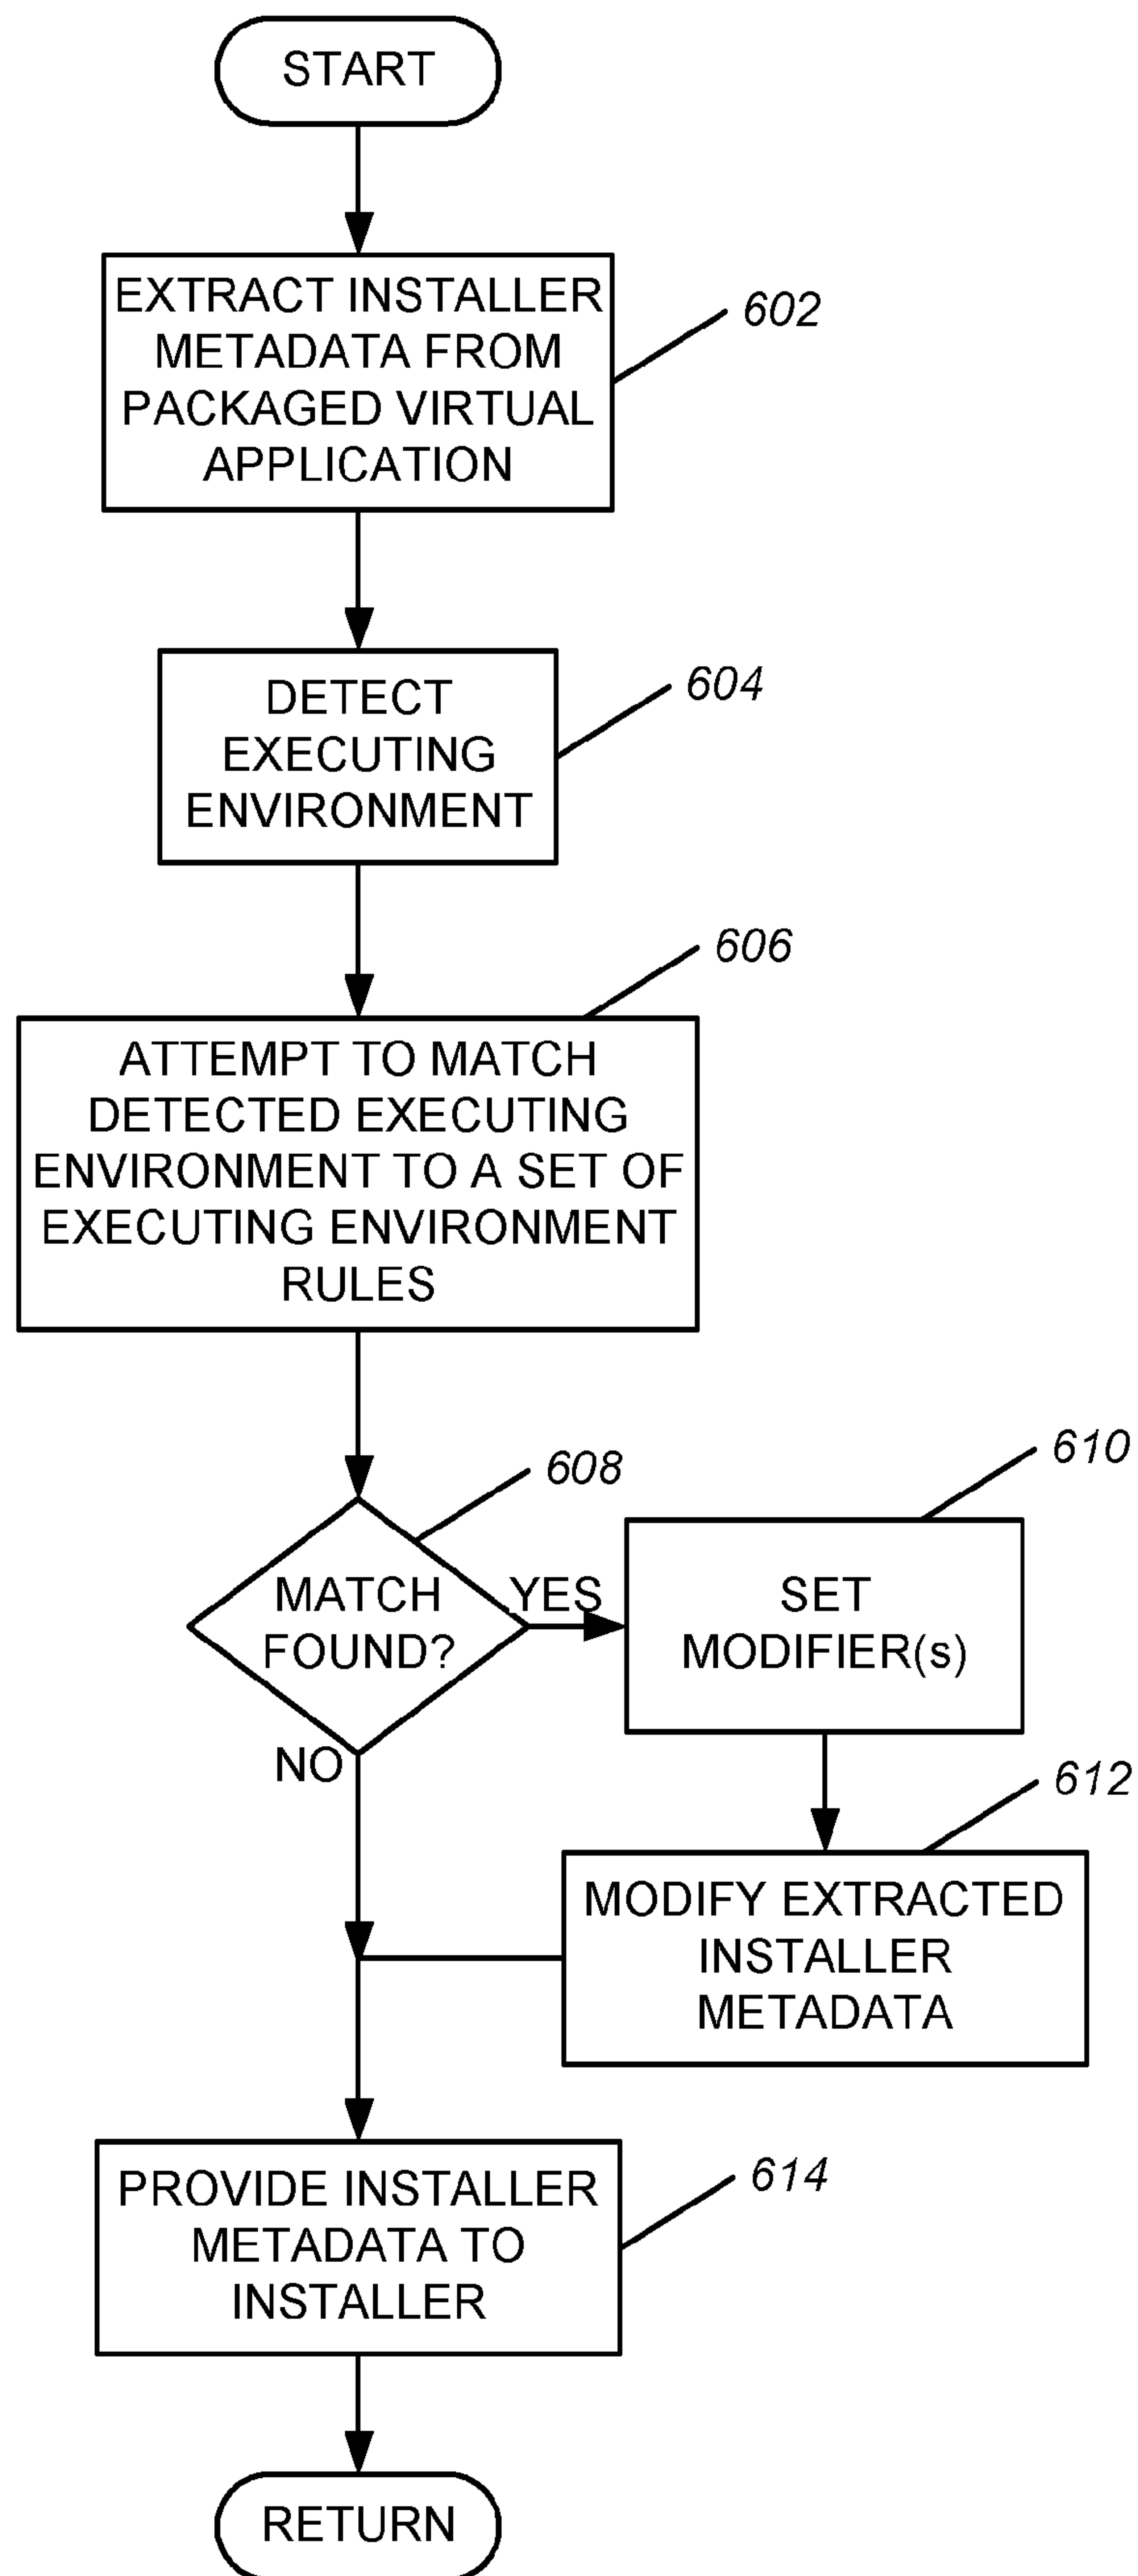 START
EXTRACT INSTALLER
METADATA FROM
PACKAGED VIRTUAL
APPLICATION
602
DETECT
EXECUTING
ENVIRONMENT
604
606
ATTEMPT TO MATCH
DETECTED EXECUTING
ENVIRONMENT TO A SET OF
EXECUTING ENVIRONMENT
RULES
608
MATCH
FOUND?
YES
NO
610
SET
MODIFIER(s)
612
MODIFY EXTRACTED
INSTALLER
METADATA
PROVIDE INSTALLER
METADATA TO
INSTALLER
614
RETURN